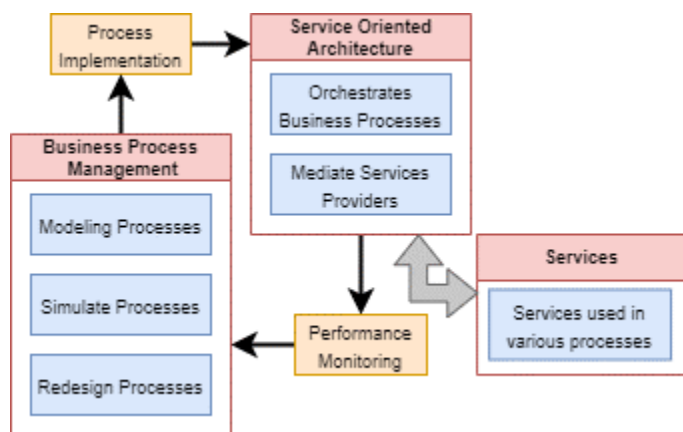 Process
Implementation
Service Oriented
Architecture
Orchestrates
Business Processes
Mediate Services
Providers
Business Process
Management
Modeling Processes
Simulate Processes
Redesign Processes
Performance
Monitoring
Services
Services used in
various processes